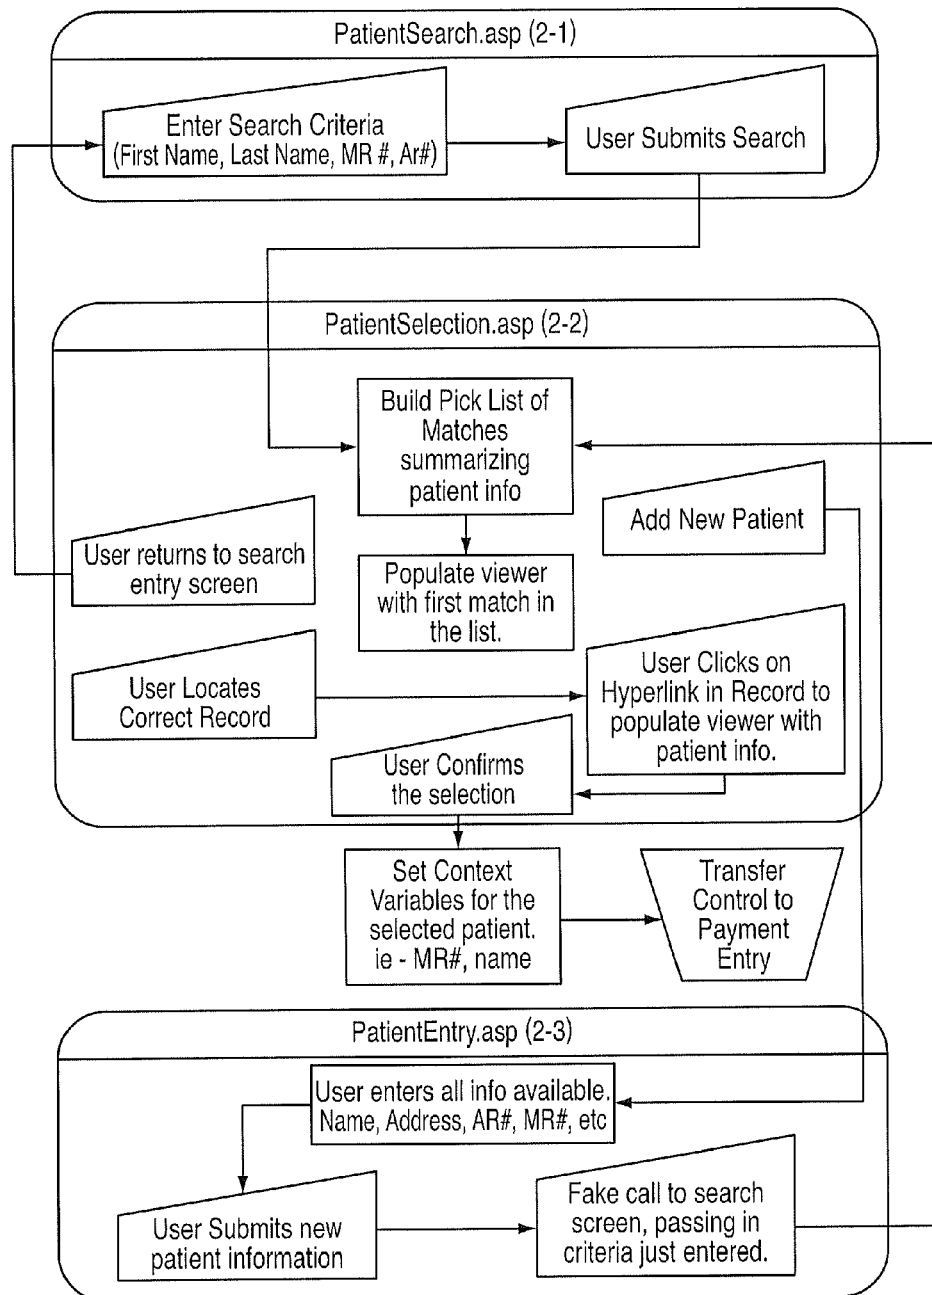 PatientSearch.asp (2-1)
Enter Search Criteria
(First Name, Last Name, MR #, Ar#)
User Submits Search
PatientSelection.asp (2-2)
Build Pick List of
Matches
summarizing
patient info
Add New Patient
User returns to search
entry screen
Populate viewer
with first match in
the list.
User Locates
Correct Record
User Clicks on
Hyperlink in Record to
populate viewer with
patient info.
User Confirms
the selection
Set Context
Variables for the
selected patient.
ie - MR#, name
Transfer
Control to
Payment
Entry
PatientEntry.asp (2-3)
User enters all info available.
Name, Address, AR#, MR#, etc
User Submits new
patient information
Fake call to search
screen, passing in
criteria just entered.